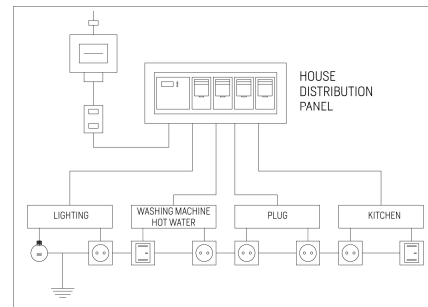 HOUSE
DISTRIBUTION
PANEL
LIGHTING
WASHING MACHINE
HOT WATER
PLUG
KITCHEN